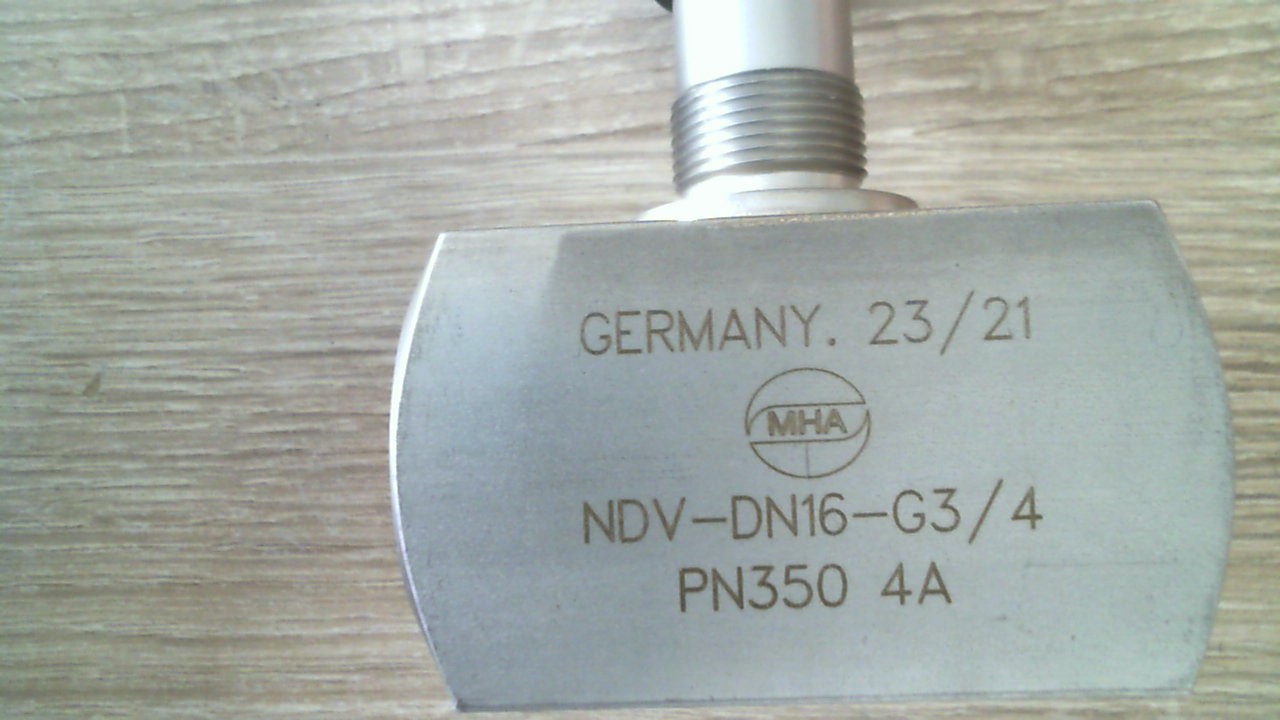 GERMANY. 23/21
MHA
NDV-DN16-G3/4
PN350 4A